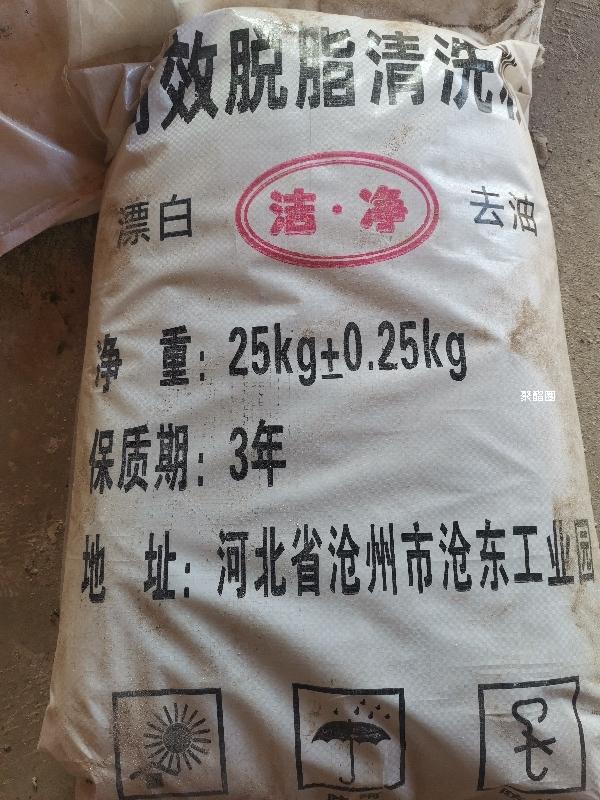 效脱脂清洗
漂白 洁·净 去油
净 重：25kg±0.25kg
保质期：3年
地 址：河北省沧州市沧东工业园
聚酯圈